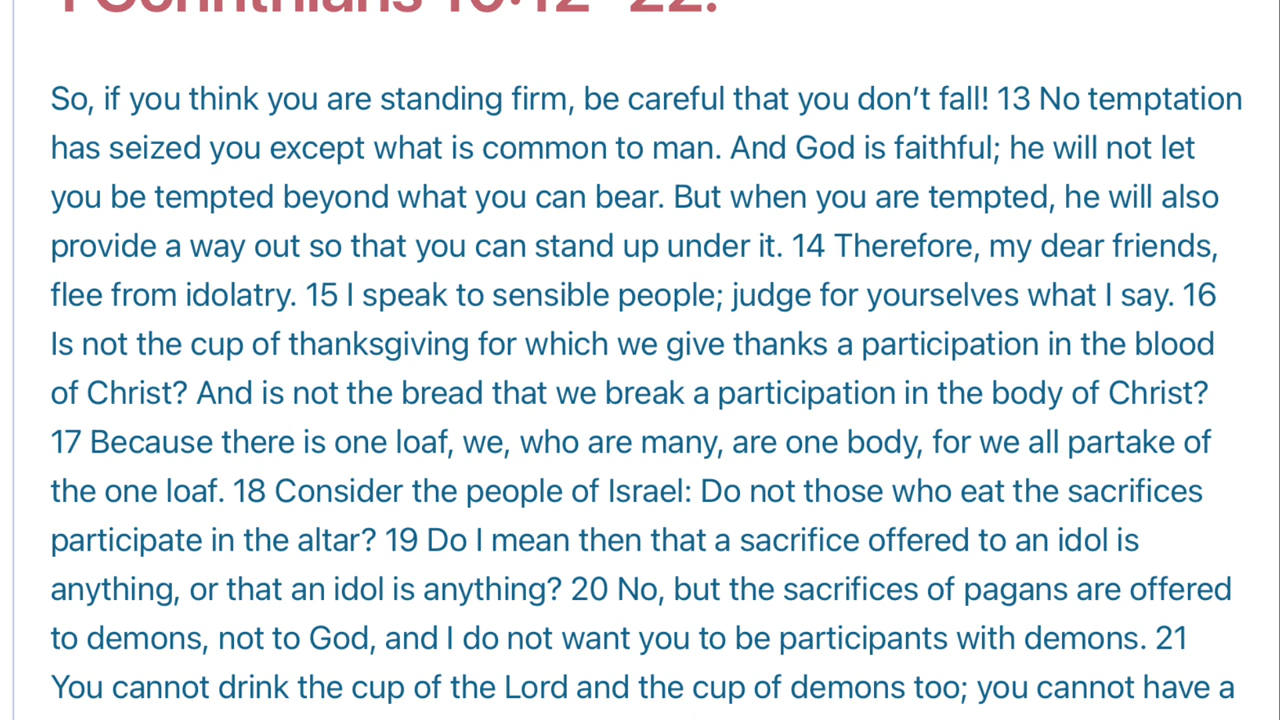 1 Corinthians 10:12–22:
So, if you think you are standing firm, be careful that you don’t fall! 13 No temptation
has seized you except what is common to man. And God is faithful; he will not let
you be tempted beyond what you can bear. But when you are tempted, he will also
provide a way out so that you can stand up under it. 14 Therefore, my dear friends,
flee from idolatry. 15 I speak to sensible people; judge for yourselves what I say. 16
Is not the cup of thanksgiving for which we give thanks a participation in the blood
of Christ? And is not the bread that we break a participation in the body of Christ?
17 Because there is one loaf, we, who are many, are one body, for we all partake of
the one loaf. 18 Consider the people of Israel: Do not those who eat the sacrifices
participate in the altar? 19 Do I mean then that a sacrifice offered to an idol is
anything, or that an idol is anything? 20 No, but the sacrifices of pagans are offered
to demons, not to God, and I do not want you to be participants with demons. 21
You cannot drink the cup of the Lord and the cup of demons too; you cannot have a